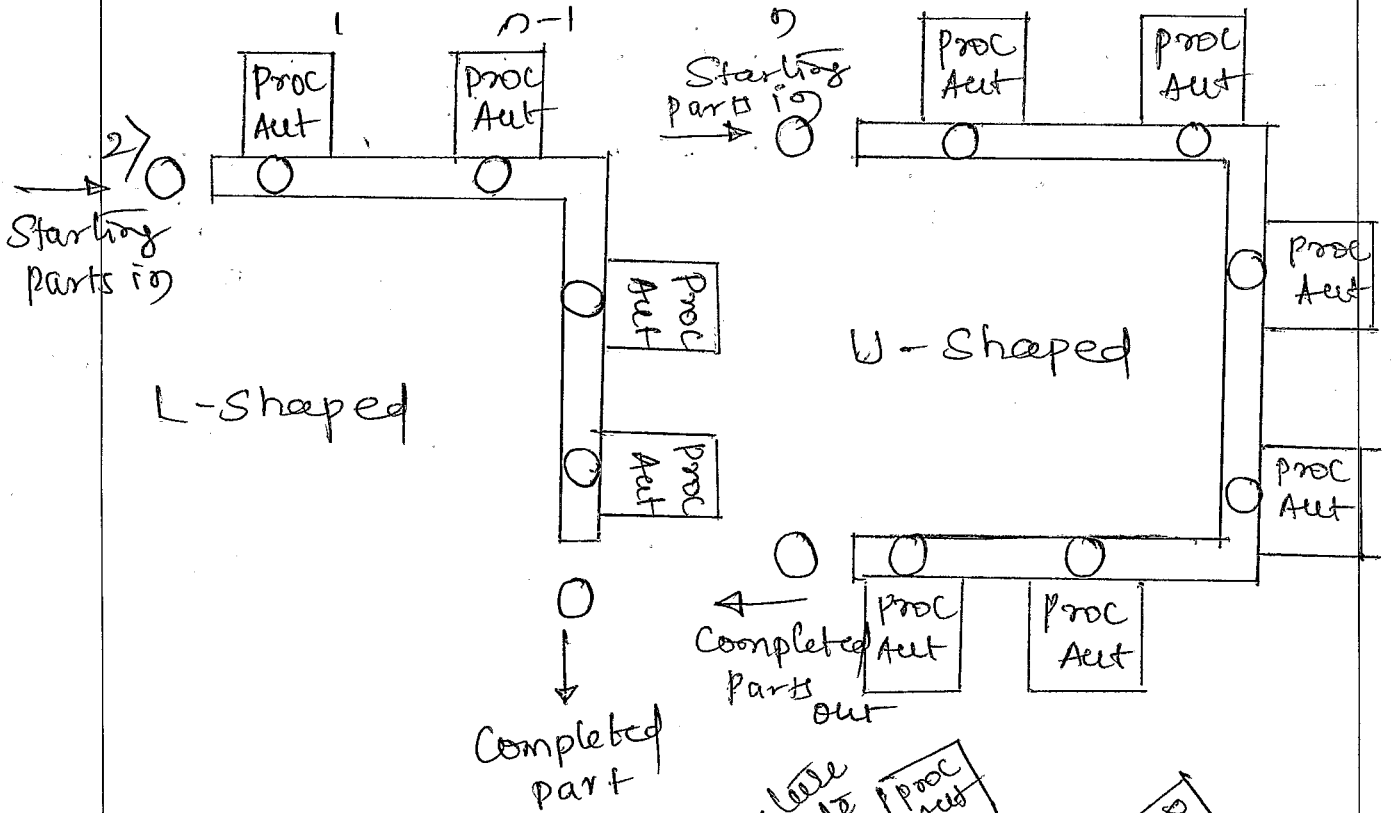 1
n-1
n
Proc
Aut
Proc
Aut
Starting
parts in
Proc
Aut
Proc
Aut
2)
Starting
parts in
Proc
Aut
Proc
Aut
L-Shaped
U-Shaped
Proc
Aut
Proc
Aut
Completed
part
Completed
parts
out
Proc
Aut
Proc
Aut
Proc